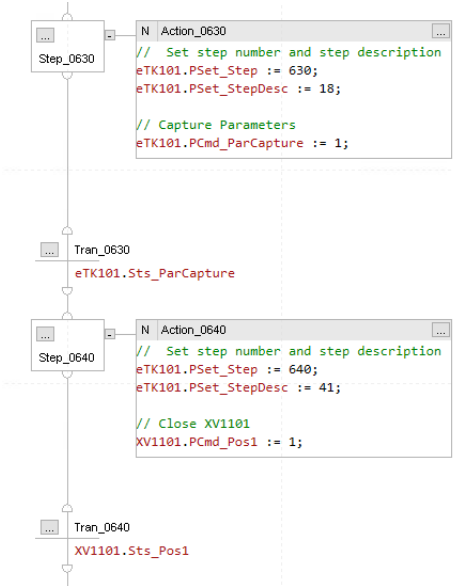 ... N Action_0630 ...
Step_0630
// Set step number and step description
eTK101.PSet_Step := 630;
eTK101.PSet_StepDesc := 18;
// Capture Parameters
eTK101.PCmd_ParCapture := 1;
... Tran_0630
eTK101.Sts_ParCapture
... N Action_0640 ...
Step_0640
// Set step number and step description
eTK101.PSet_Step := 640;
eTK101.PSet_StepDesc := 41;
// Close XV1101
XV1101.PCmd_Pos1 := 1;
... Tran_0640
XV1101.Sts_Pos1